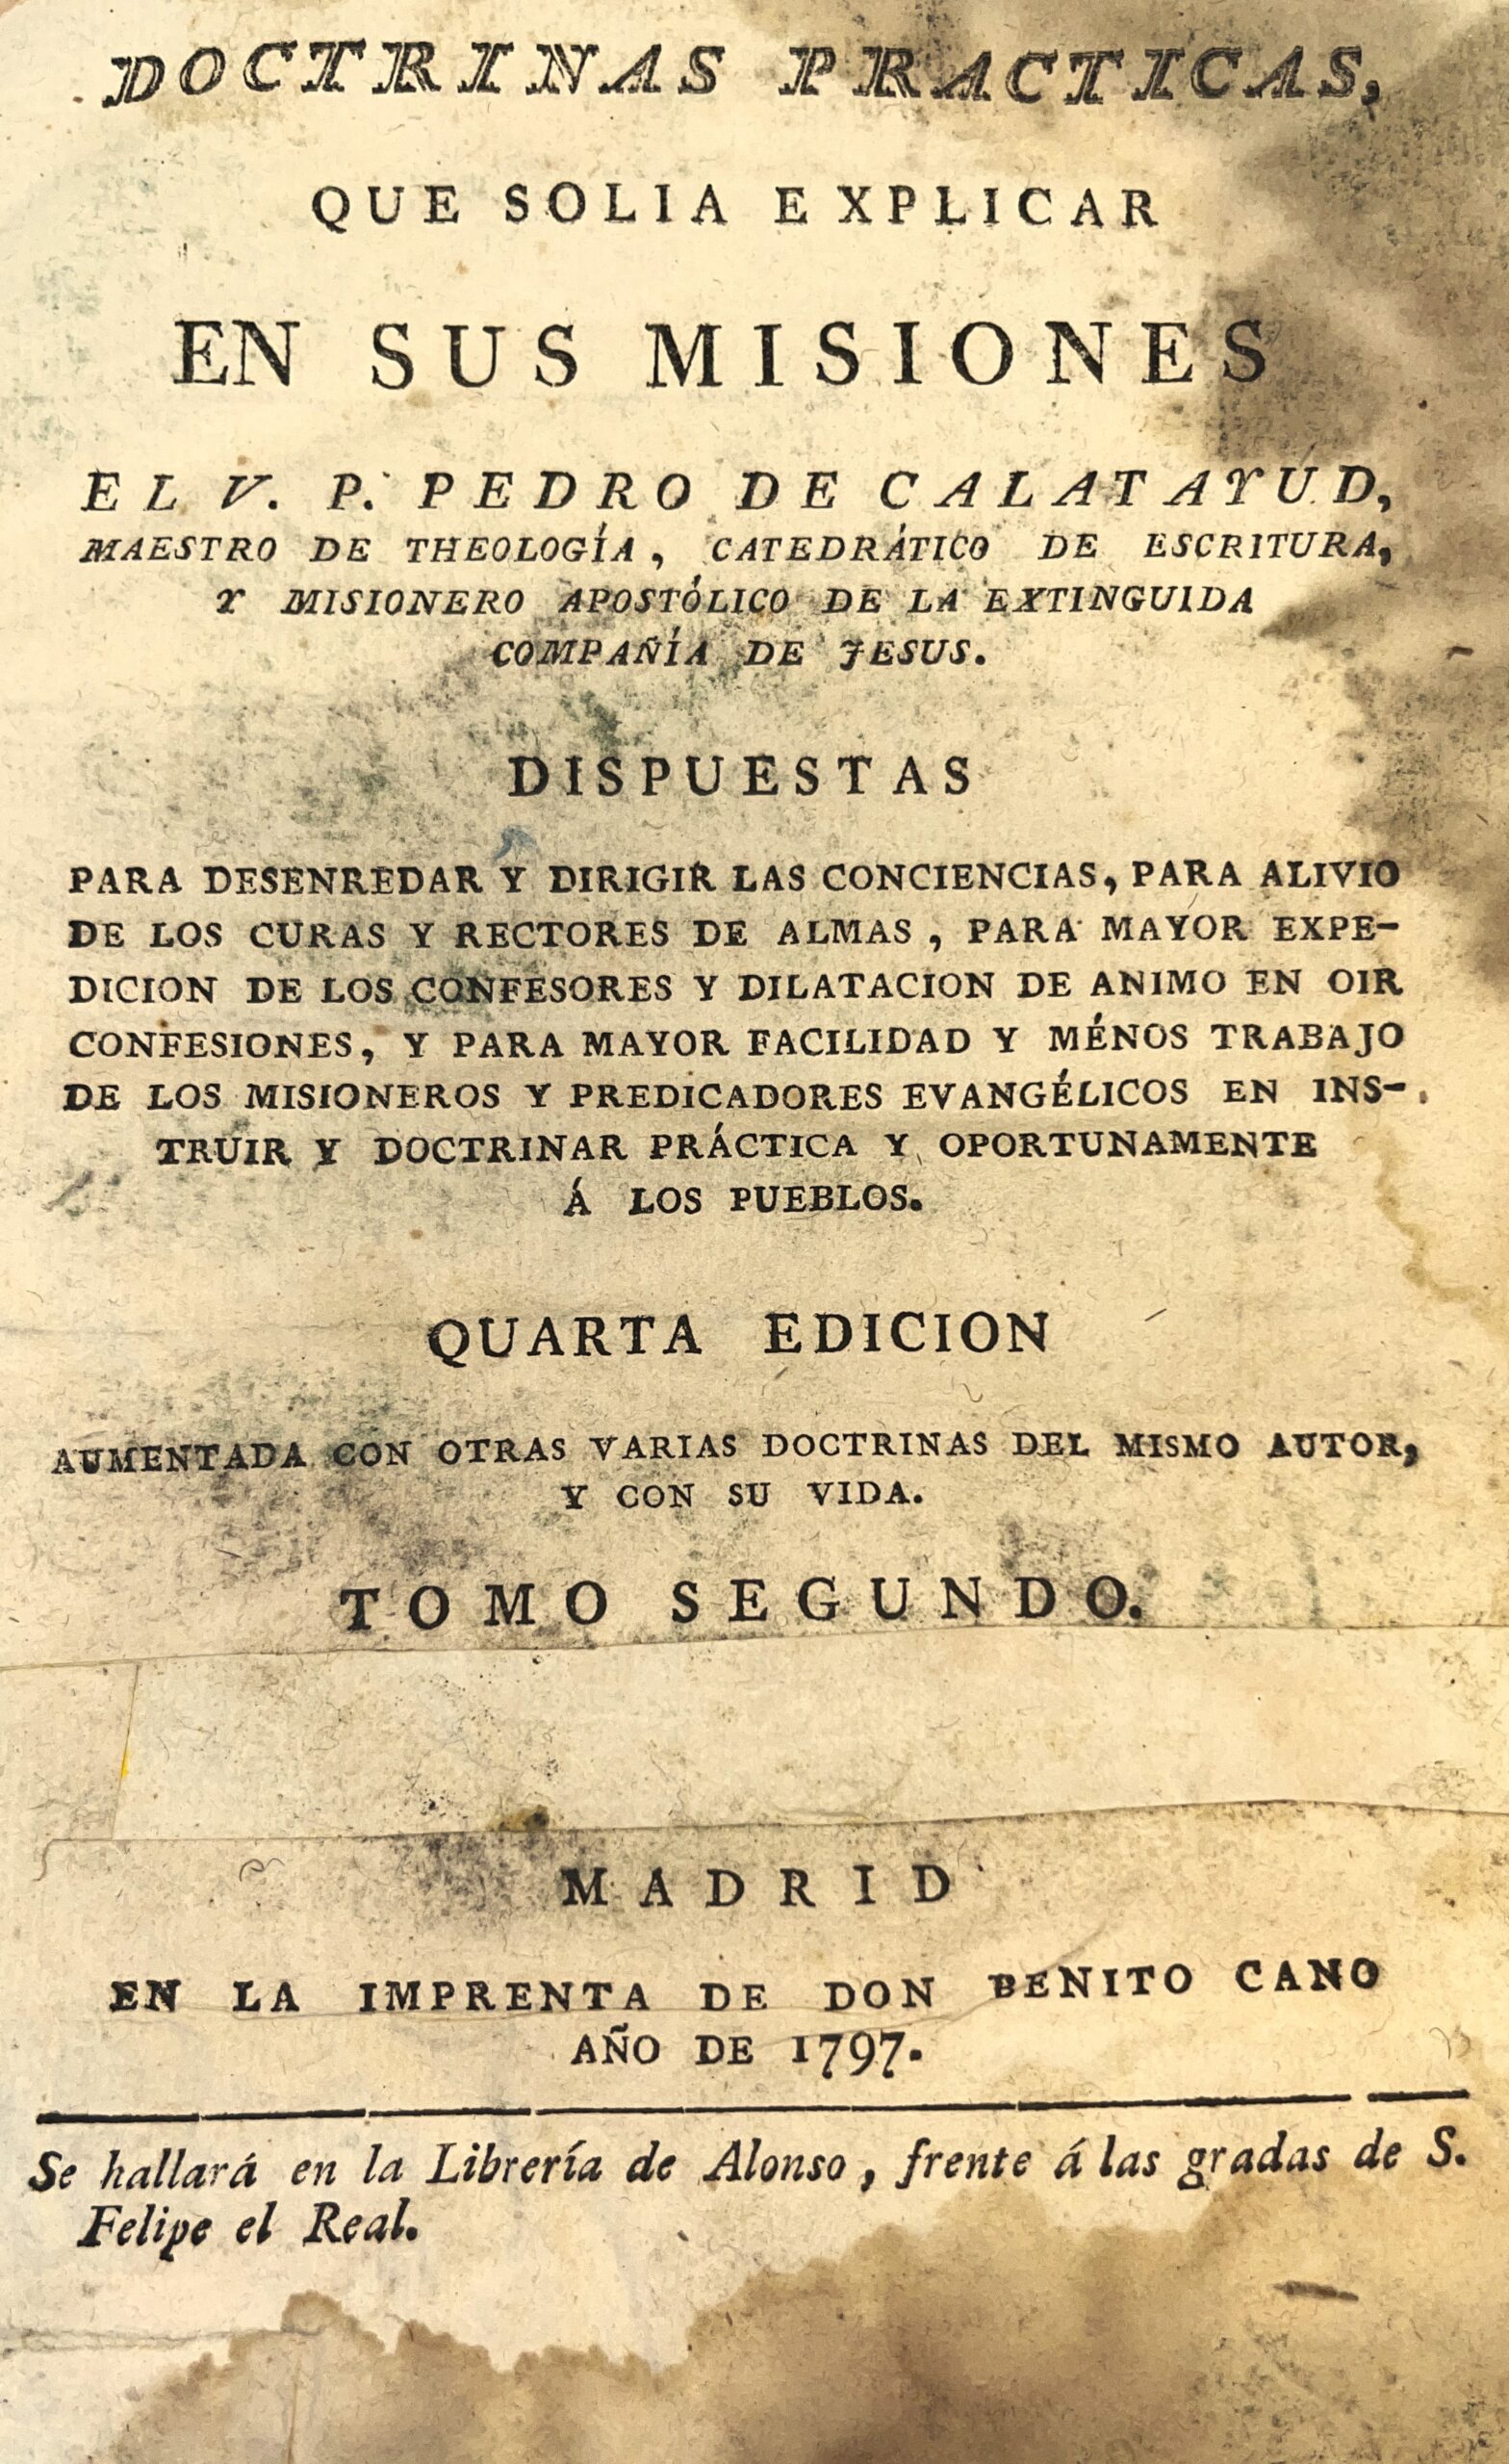 DOCTRINAS PRACTICAS,
QUE SOLIA EXPLICAR
EN SUS MISIONES
EL V. P. PEDRO DE CALATAYUD,
MAESTRO DE THEOLOGÍA, CATEDRÁTICO DE ESCRITURA,
Y MISIONERO APOSTÓLICO DE LA EXTINGUIDA
COMPAÑÍA DE JESUS.
DISPUESTAS
PARA DESENREDAR Y DIRIGIR LAS CONCIENCIAS, PARA ALIVIO
DE LOS CURAS Y RECTORES DE ALMAS, PARA MAYOR EXPE-
DICION DE LOS CONFESORES Y DILATACION DE ANIMO EN OIR
CONFESIONES, Y PARA MAYOR FACILIDAD Y MÉNOS TRABAJO
DE LOS MISIONEROS Y PREDICADORES EVANGÉLICOS EN INS-
TRUIR Y DOCTRINAR PRÁCTICA Y OPORTUNAMENTE
Á LOS PUEBLOS.
QUARTA EDICION
AUMENTADA CON OTRAS VARIAS DOCTRINAS DEL MISMO AUTOR,
Y CON SU VIDA.
TOMO SEGUNDO.
MADRID
EN LA IMPRENTA DE DON BENITO CANO
AÑO DE 1797.
Se hallará en la Librería de Alonso, frente á las gradas de S.
Felipe el Real.